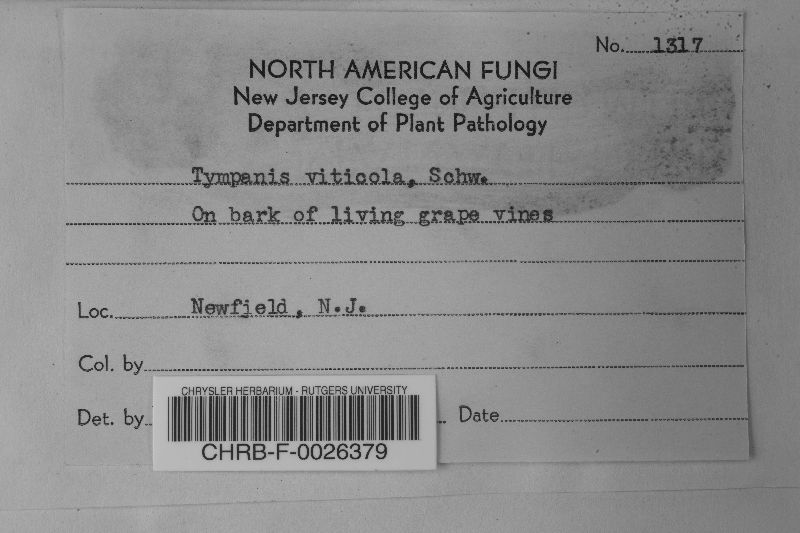 No. 1317
NORTH AMERICAN FUNGI
New Jersey College of Agriculture
Department of Plant Pathology
Tympanis viticola, Schw.
On bark of living grape vines
Loc. Newfield, N.J.
Col. by
Det. by
Date
CHRYSLER HERBARIUM - RUTGERS UNIVERSITY
CHRB-F-0026379